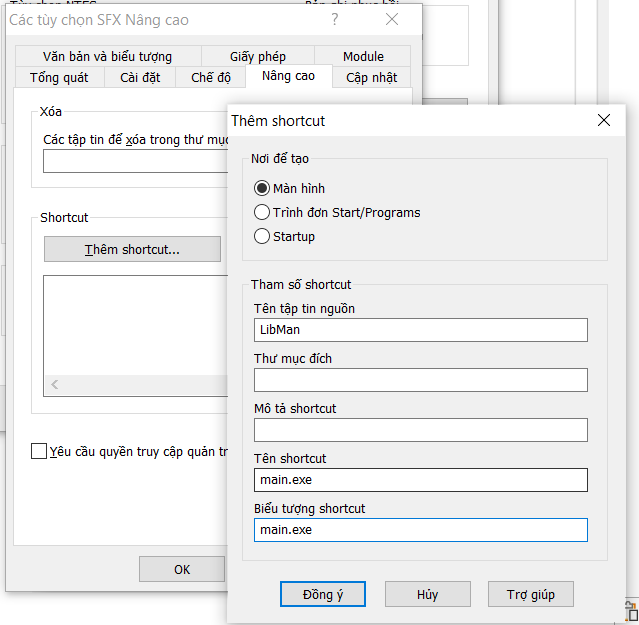 Các tùy chọn SFX Nâng cao
?
Văn bản và biểu tượng
Giấy phép
Module
Tổng quát
Cài đặt
Chế độ
Nâng cao
Cập nhật
Xóa
Các tập tin để xóa trong thư mục
Shortcut
Thêm shortcut...
Yêu cầu quyền truy cập quản tr
OK
Thêm shortcut
Nơi để tạo
Màn hình
Trình đơn Start/Programs
Startup
Tham số shortcut
Tên tập tin nguồn
LibMan
Thư mục đích
Mô tả shortcut
Tên shortcut
main.exe
Biểu tượng shortcut
main.exe
Đồng ý
Hủy
Trợ giúp